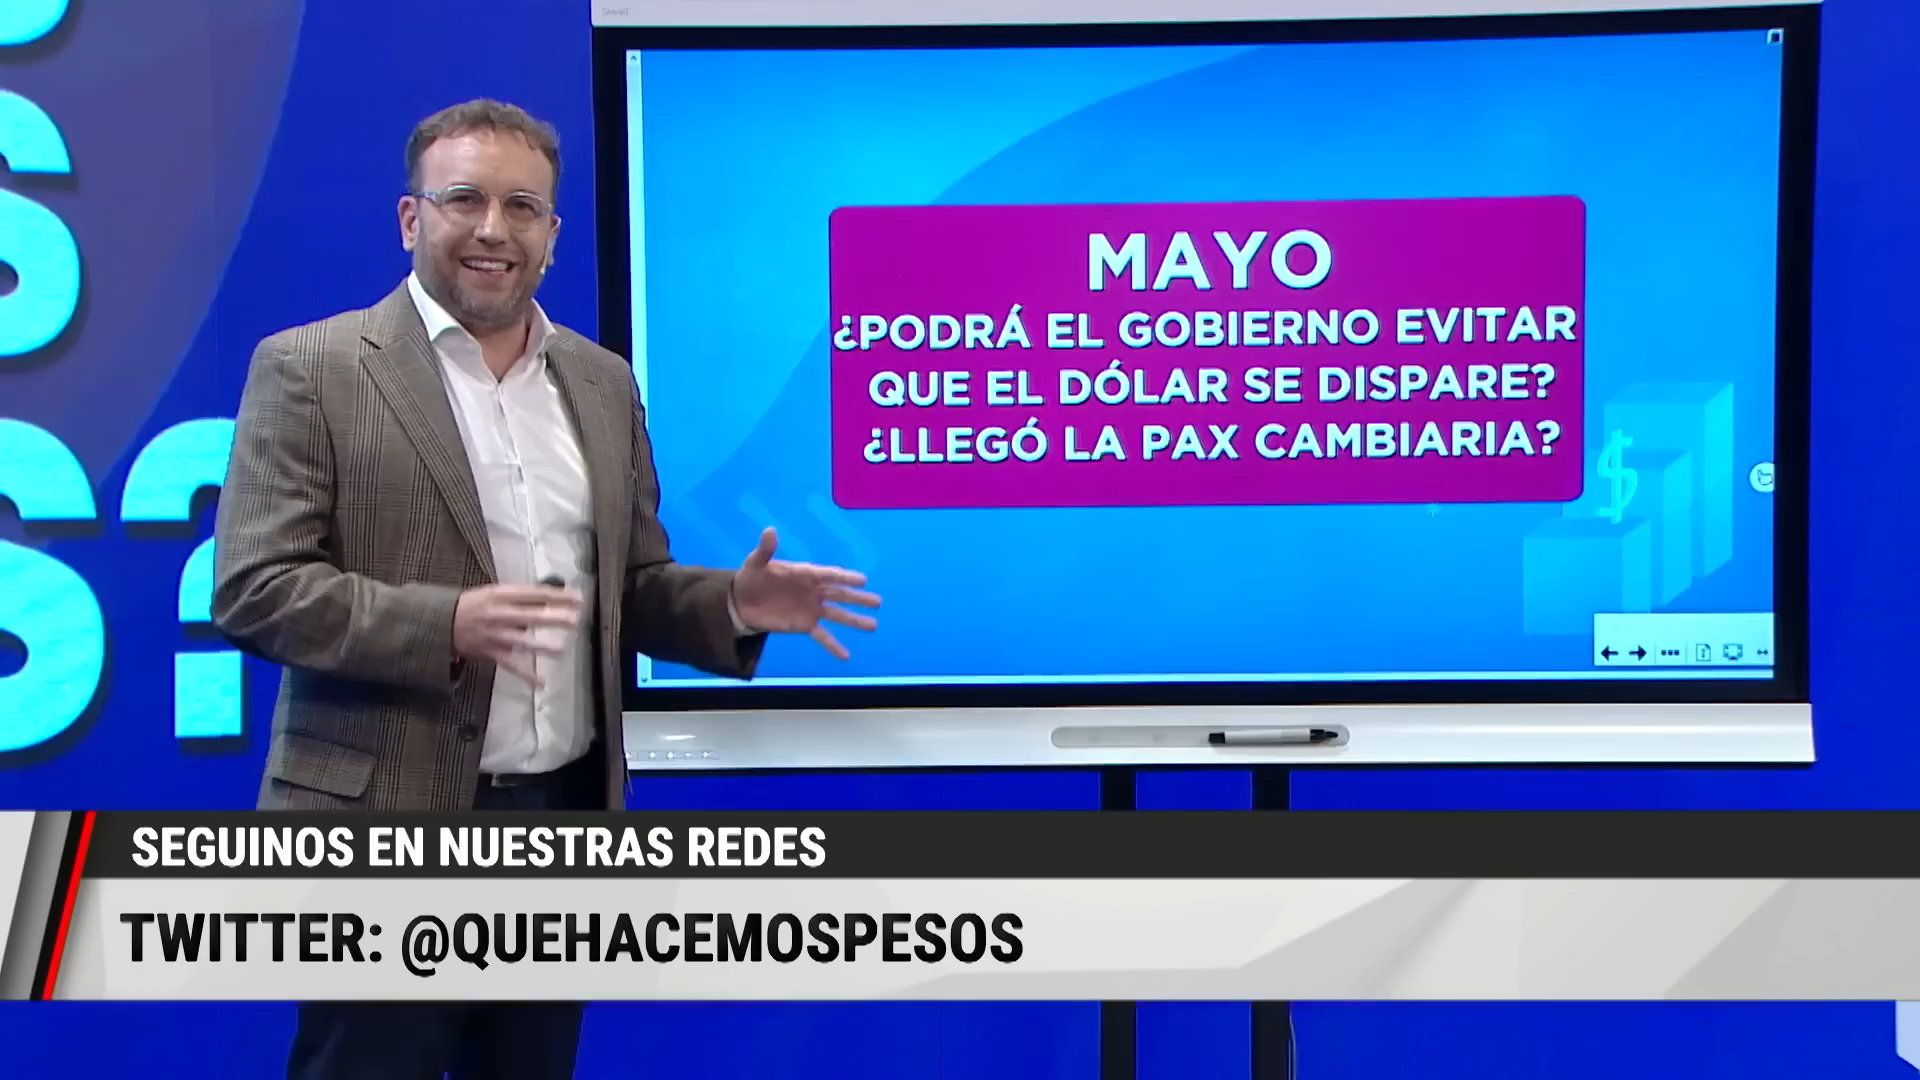 SMART
MAYO
¿PODRÁ EL GOBIERNO EVITAR
QUE EL DÓLAR SE DISPARE?
¿LLEGÓ LA PAX CAMBIARIA?
$
SEGUINOS EN NUESTRAS REDES
TWITTER: @QUEHACEMOSPESOS